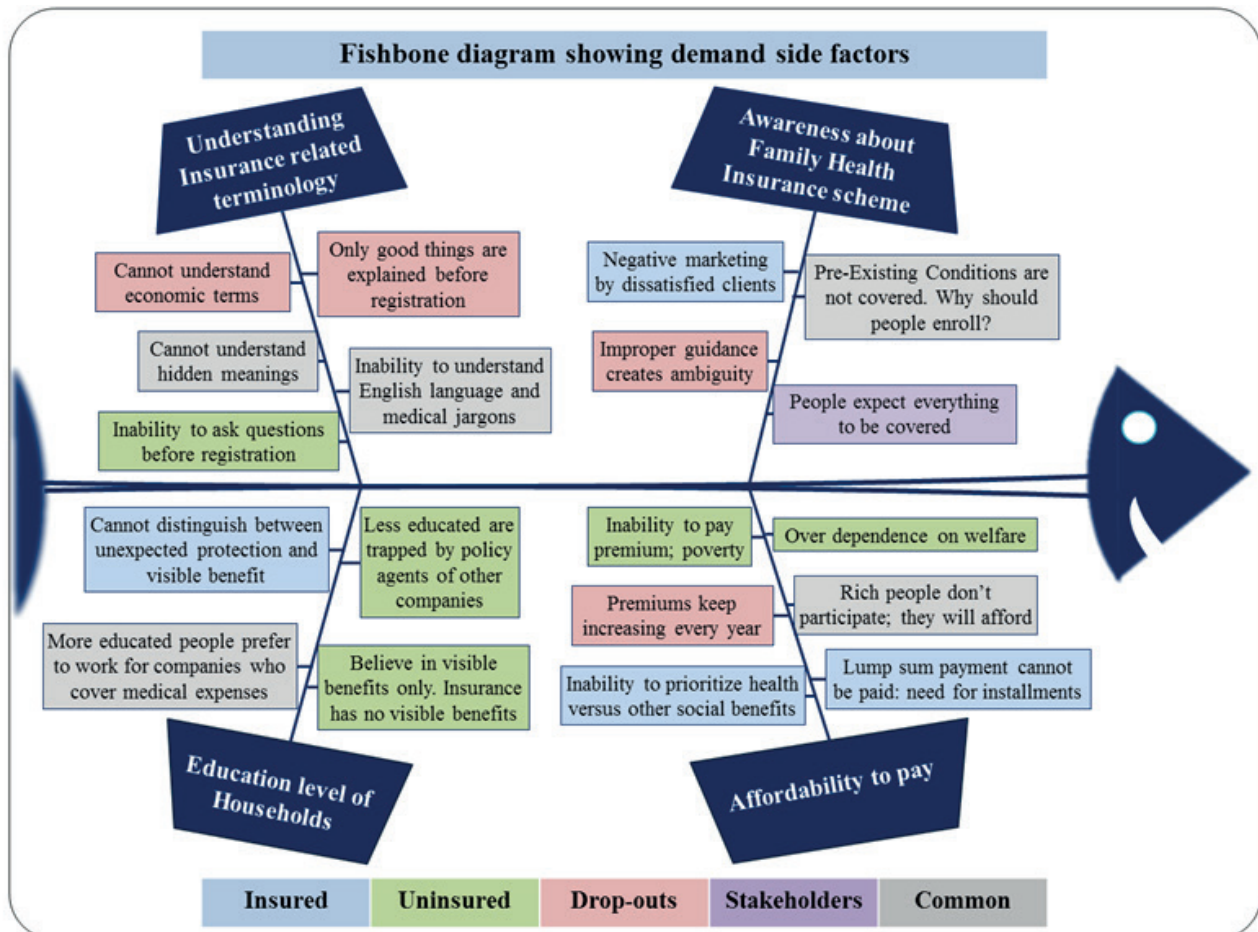 Fishbone diagram showing demand side factors
Understanding
Insurance related
terminology
Awareness about
Family Health
Insurance scheme
Cannot understand
economic terms
Only good things are
explained before
registration
Cannot understand
hidden meanings
Inability to understand
English language and
medical jargons
Inability to ask questions
before registration
Negative marketing
by dissatisfied clients
Pre-Existing Conditions are
not covered. Why should
people enroll?
Improper guidance
creates ambiguity
People expect everything
to be covered
Cannot distinguish between
unexpected protection and
visible benefit
Less educated are
trapped by policy
agents of other
companies
More educated people prefer
to work for companies who
cover medical expenses
Believe in visible
benefits only. Insurance
has no visible benefits
Inability to pay
premium; poverty
Over dependence on welfare
Premiums keep
increasing every year
Rich people don’t
participate; they will afford
Inability to prioritize health
versus other social benefits
Lump sum payment cannot
be paid: need for installments
Education level of
Households
Affordability to pay
Insured
Uninsured
Drop-outs
Stakeholders
Common